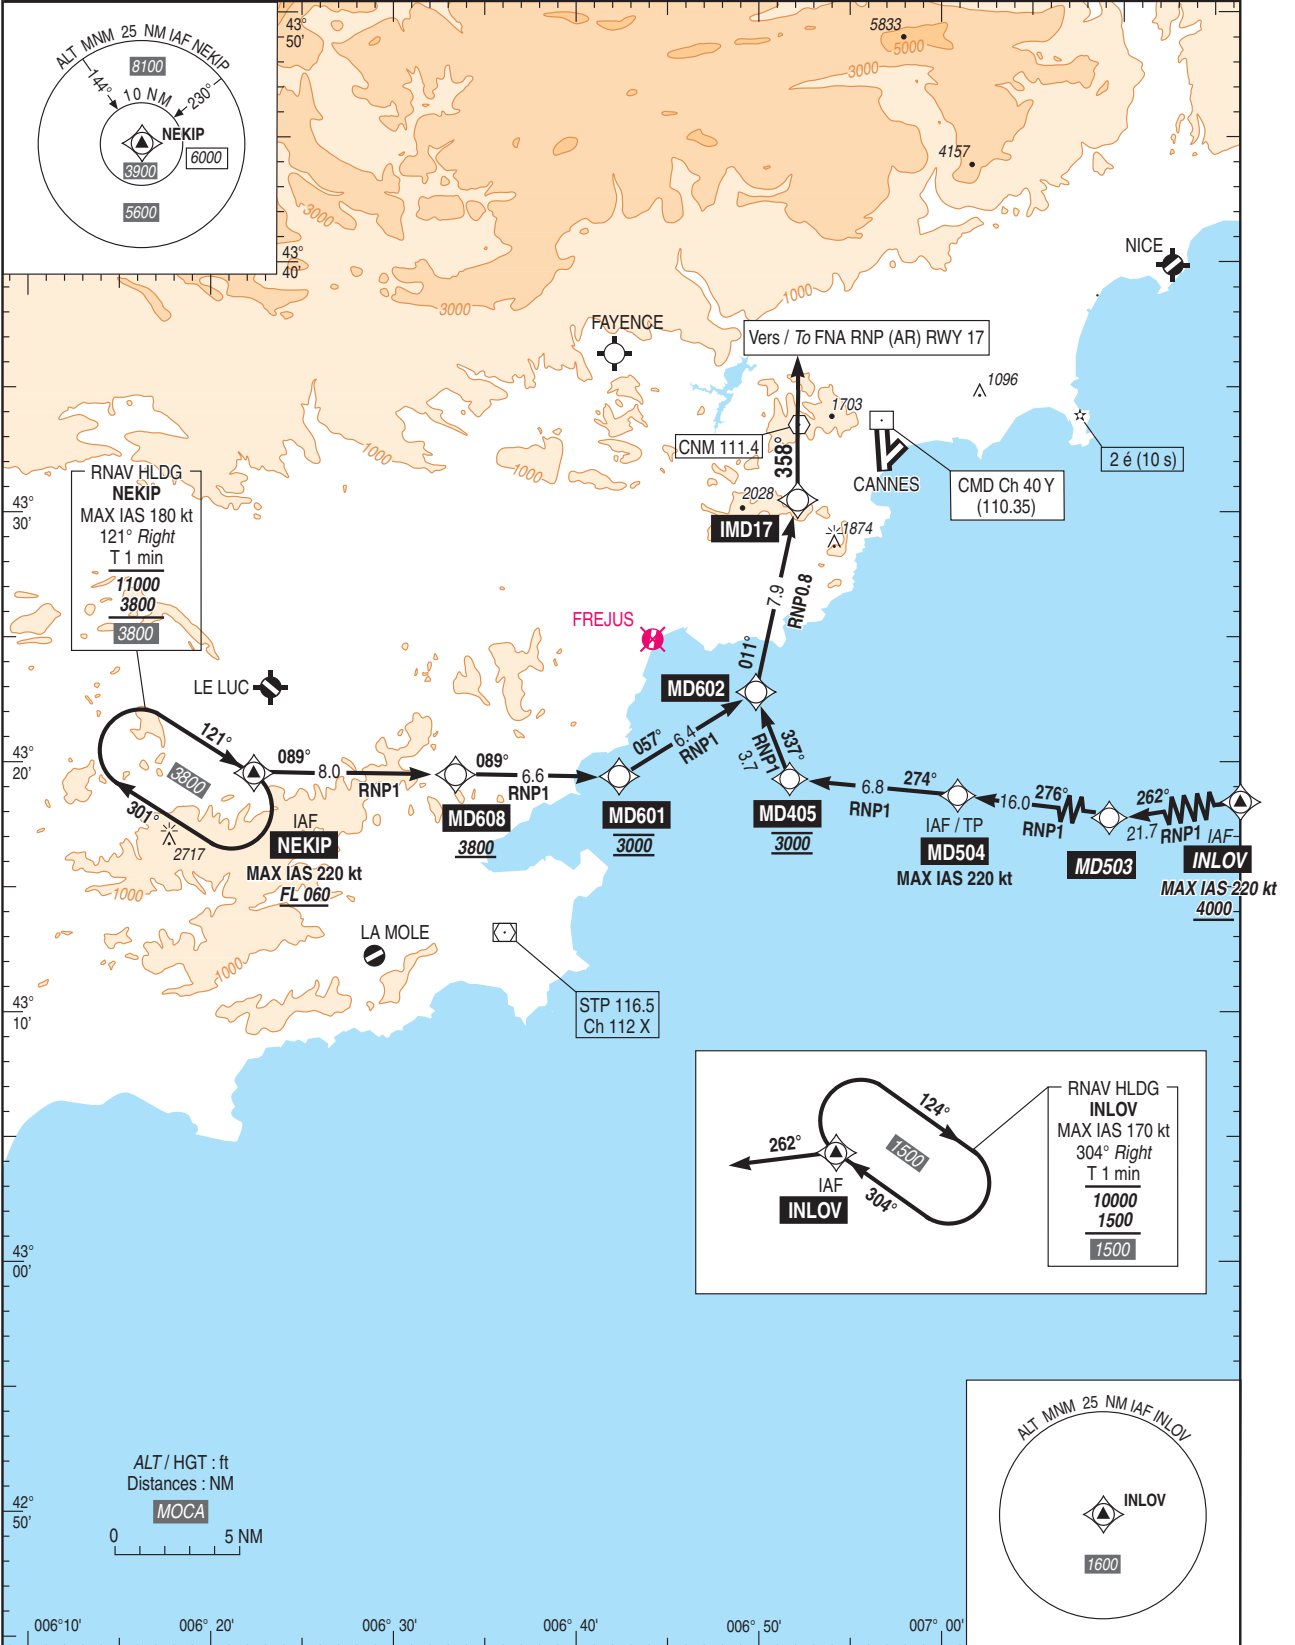 ALT MNM 25 NM IAF NEKIP
8100
144°
230°
10 NM
NEKIP
6000
3900
5600
43°
50'
5833
5000
3000
4157
3000
43°
40'
3000
1000
NICE
FAYENCE
Vers / To FNA RNP (AR) RWY 17
1096
1703
CNM 111.4
358°
2 é (10 s)
CANNES
CMD Ch 40 Y
(110.35)
1000
1000
43°
30'
2028
IMD17
1874
RNAV HLDG
NEKIP
MAX IAS 180 kt
121° Right
T 1 min
11000
3800
3800
7.9
RNP0.8
011°
FREJUS
MD602
LE LUC
121°
3800
301°
2717
43°
20'
089°
8.0
RNP1
089°
6.6
RNP1
057°
6.4
RNP1
337°
RNP1
3.7
6.8
274°
RNP1
16.0
276°
RNP1
262°
21.7
RNP1
IAF
INLOV
MAX IAS 220 kt
4000
IAF
NEKIP
MAX IAS 220 kt
FL 060
MD608
3800
MD601
3000
MD405
3000
IAF / TP
MD504
MAX IAS 220 kt
MD503
1000
LA MOLE
1000
STP 116.5
Ch 112 X
43°
10'
RNAV HLDG
INLOV
MAX IAS 170 kt
304° Right
T 1 min
10000
1500
1500
124°
262°
1500
304°
IAF
INLOV
43°
00'
ALT MNM 25 NM IAF INLOV
INLOV
1600
ALT / HGT : ft
Distances : NM
MOCA
0 5 NM
42°
50'
006°10' 006° 20' 006° 30' 006° 40' 006° 50' 007° 00'